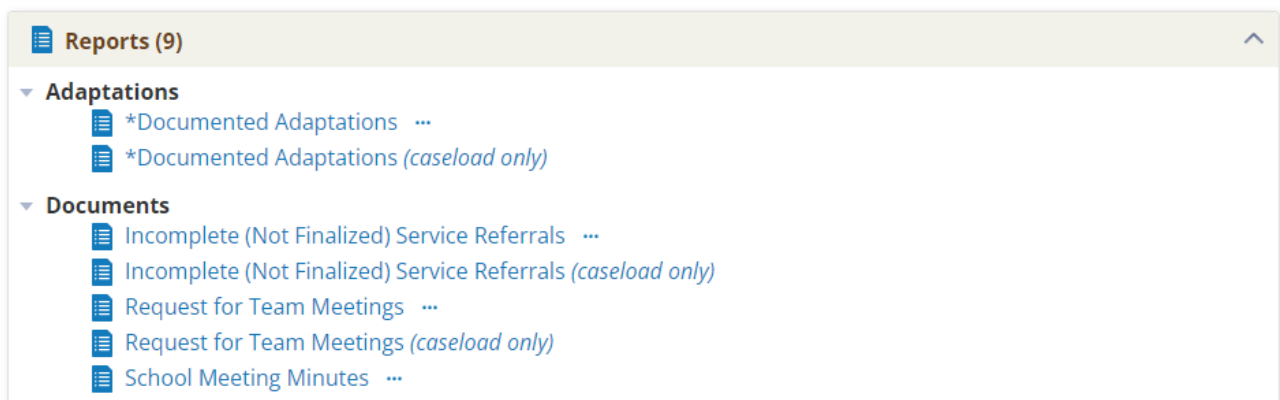 Reports (9)
Adaptations
*Documented Adaptations ...
*Documented Adaptations (caseload only)
Documents
Incomplete (Not Finalized) Service Referrals ...
Incomplete (Not Finalized) Service Referrals (caseload only)
Request for Team Meetings ...
Request for Team Meetings (caseload only)
School Meeting Minutes ...